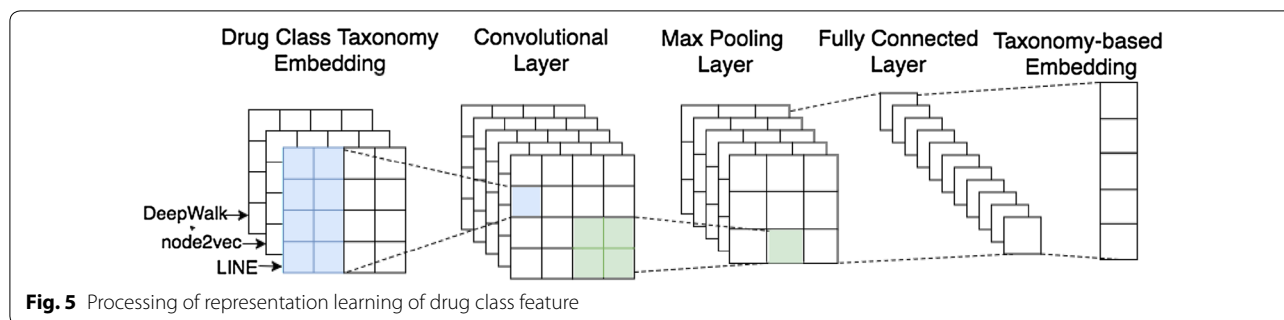 Drug Class Taxonomy
Embedding
Convolutional
Layer
Max Pooling
Layer
Fully Connected
Layer
Taxonomy-based
Embedding
DeepWalk
node2vec
LINE
Fig. 5 Processing of representation learning of drug class feature